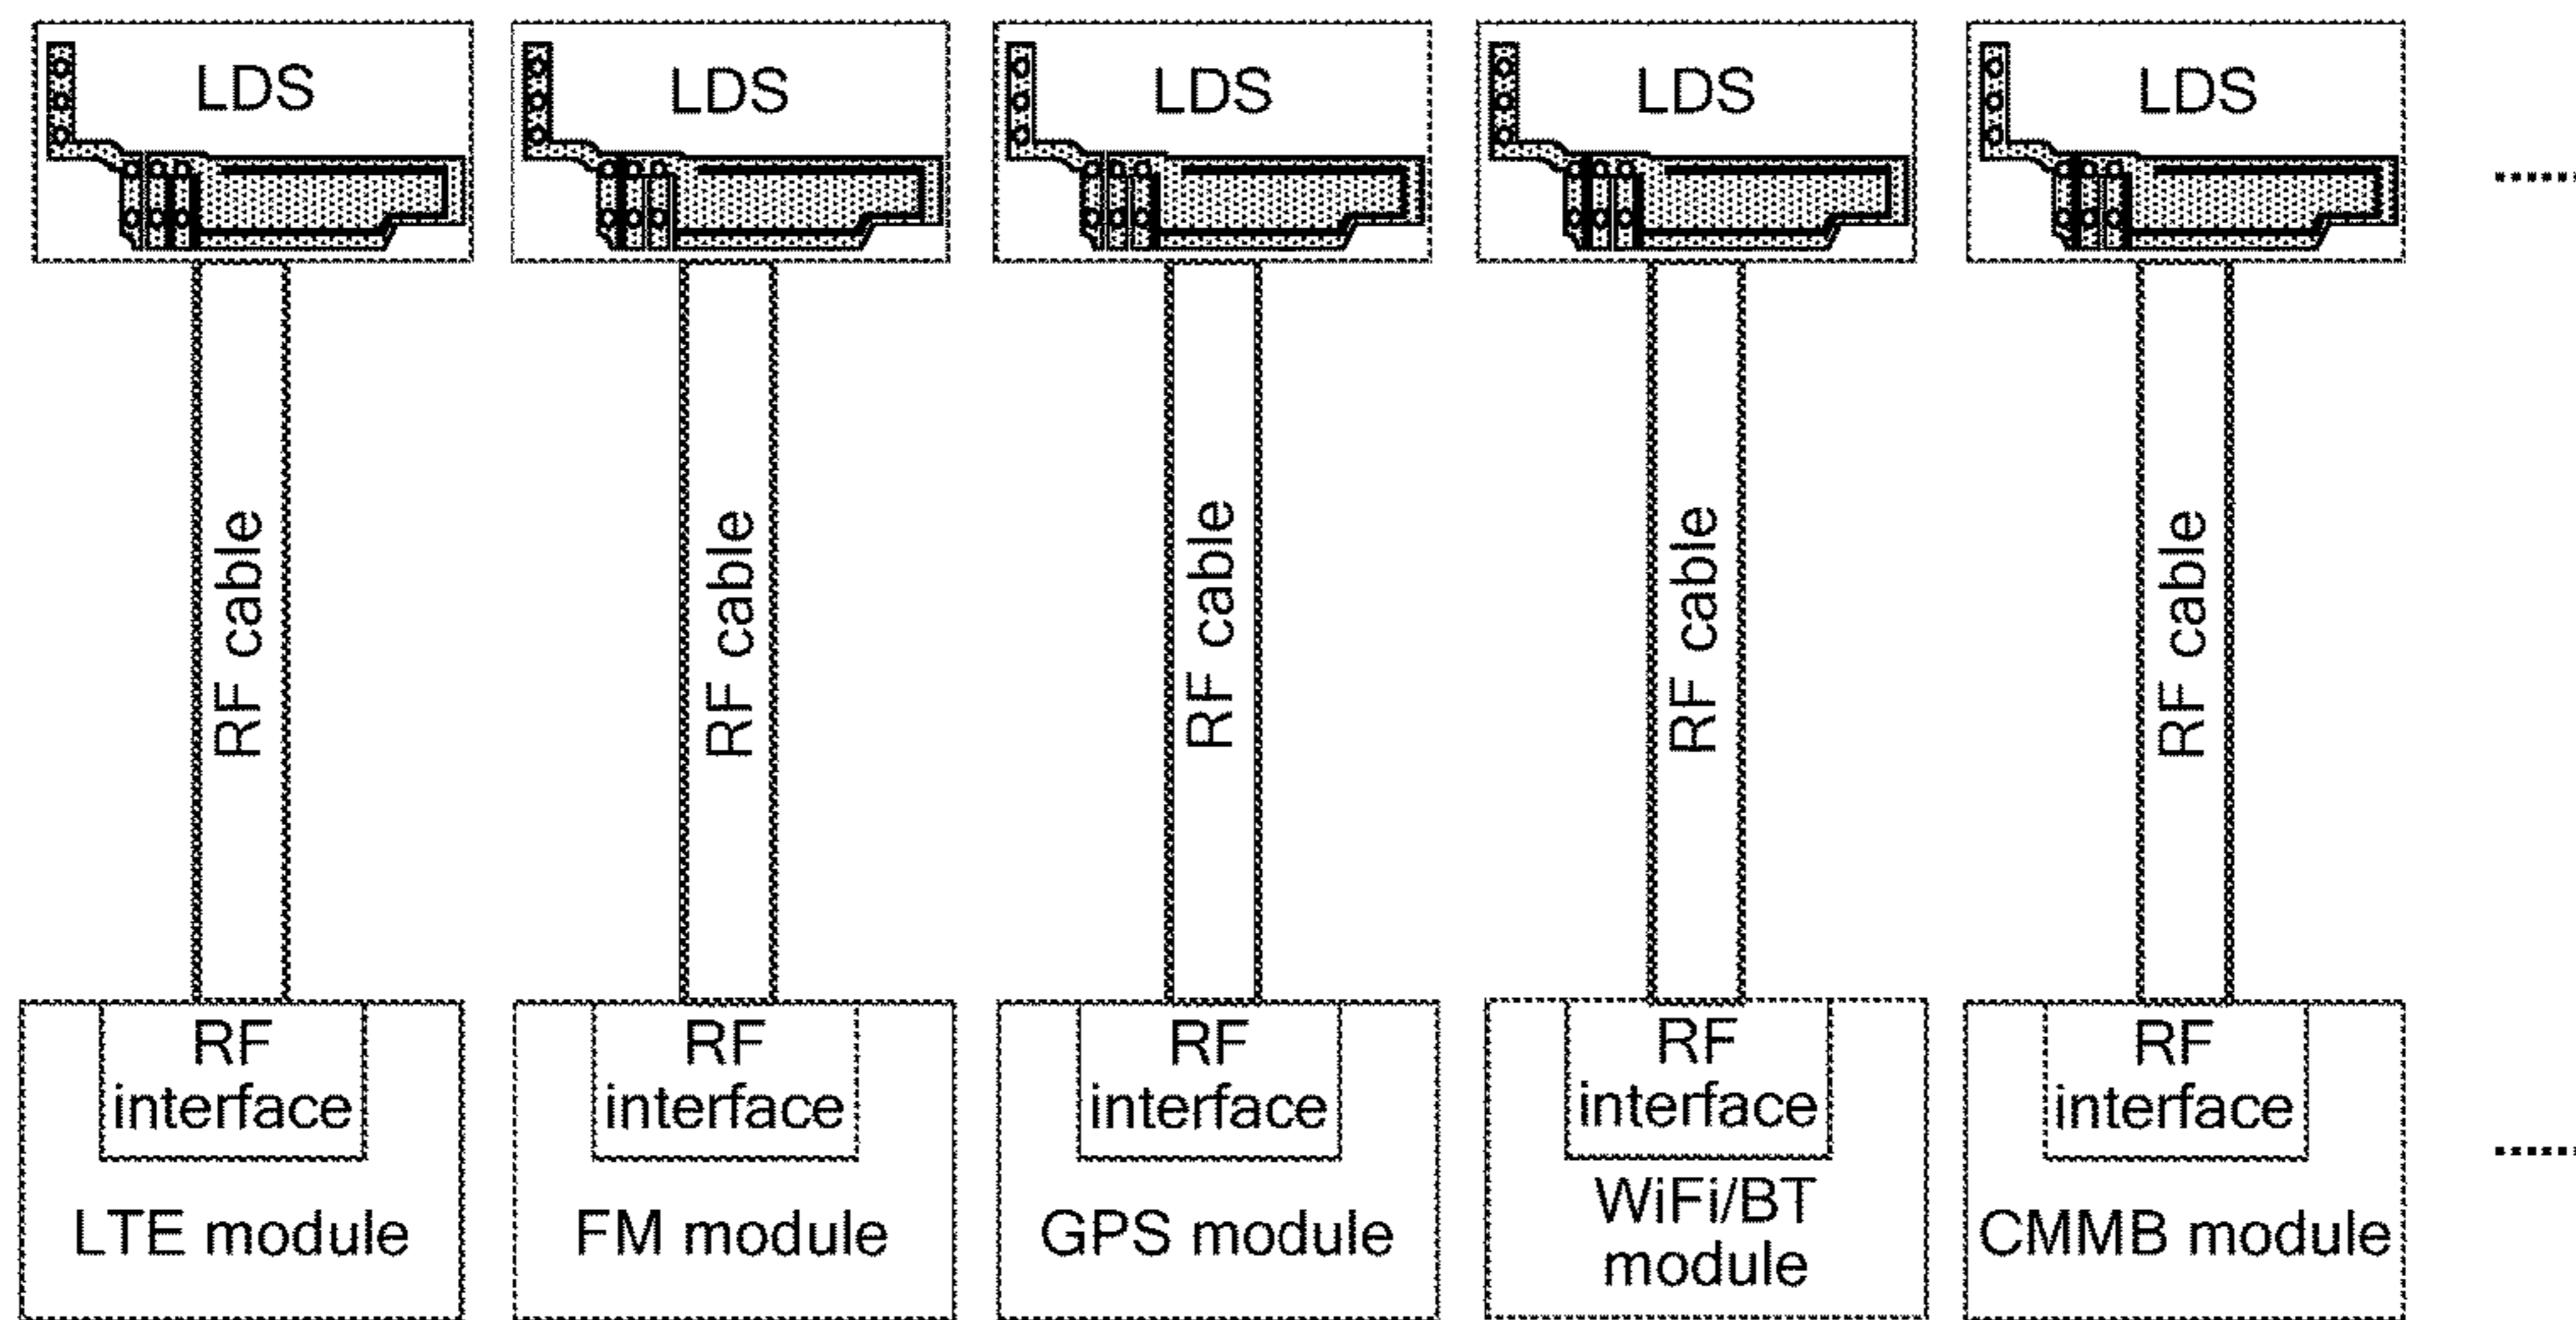 LDS
LDS
LDS
LDS
LDS
RF cable
RF cable
RF cable
RF cable
RF cable
RF
interface
LTE module
RF
interface
FM module
RF
interface
GPS module
RF
interface
WiFi/BT
module
RF
interface
CMMB module